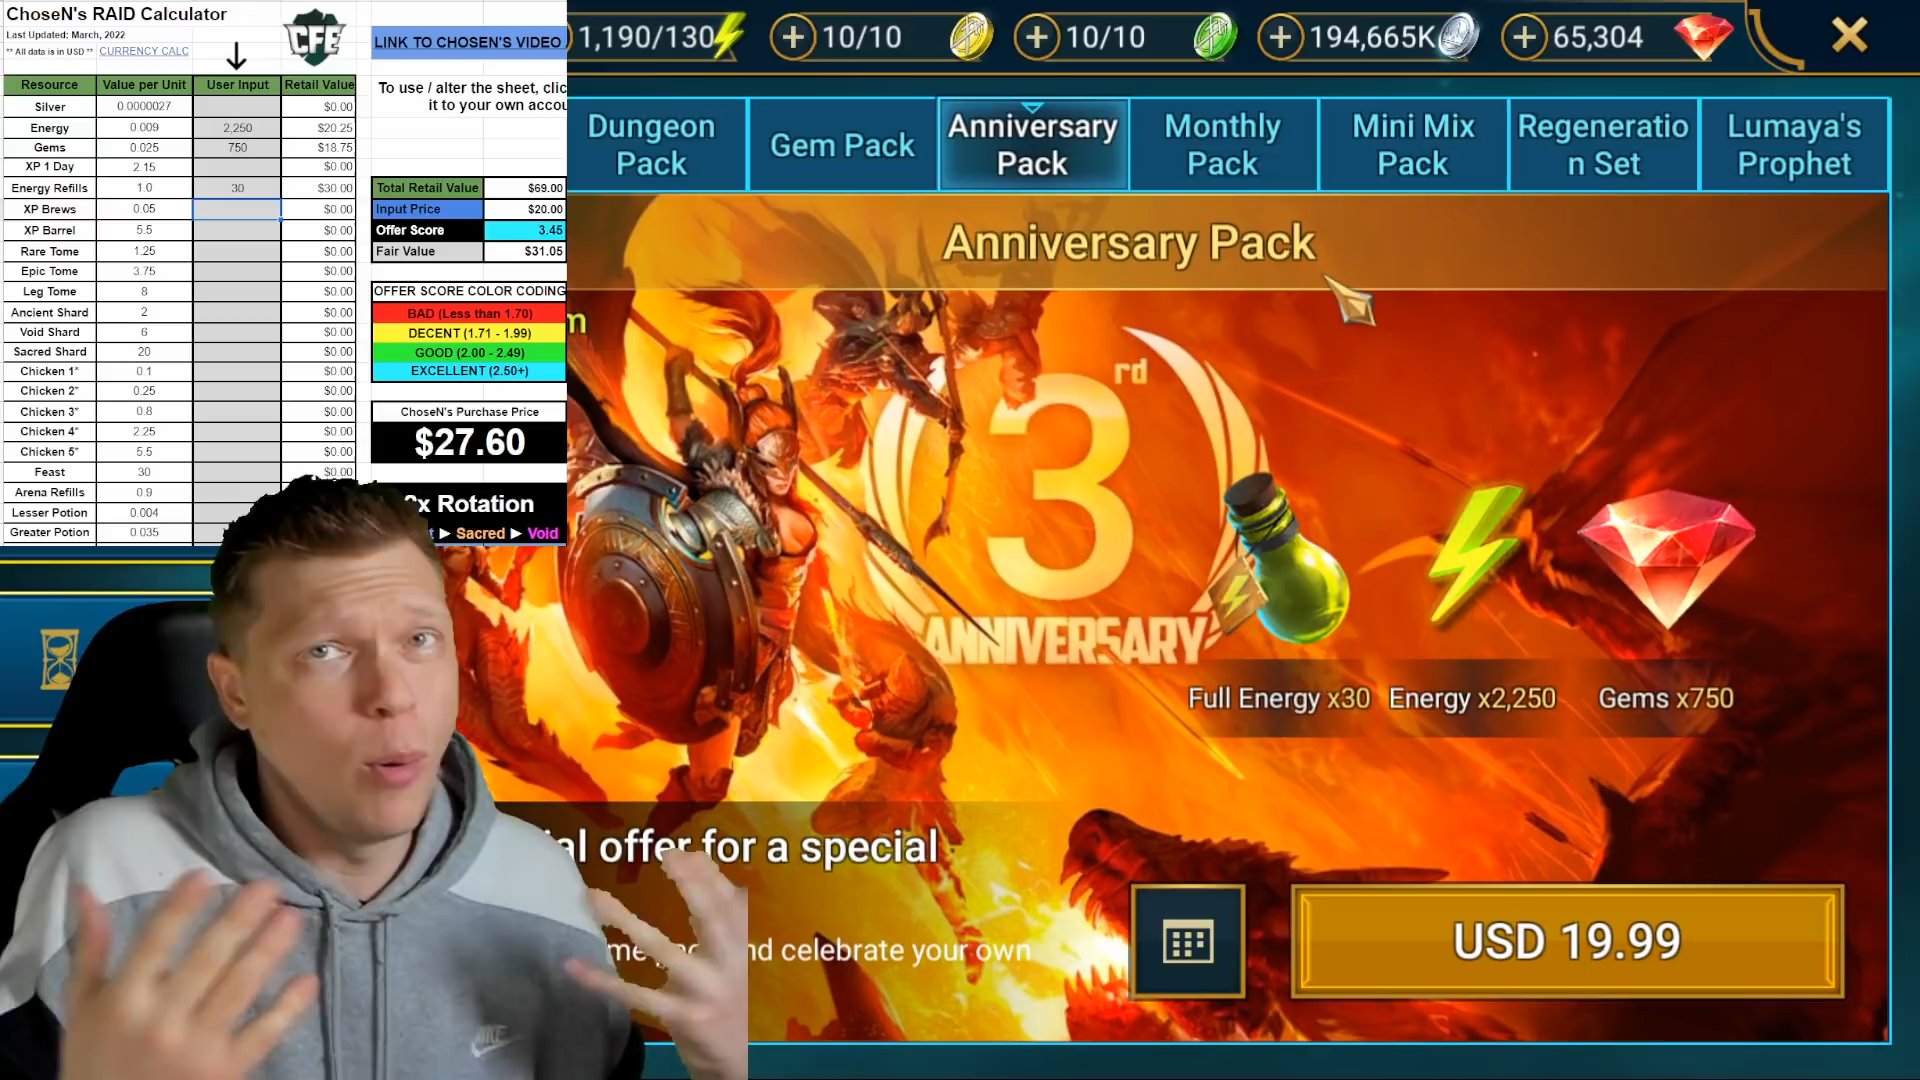 ChoseN's RAID Calculator
Last Updated: March, 2022
** All data is in USD ** CURRENCY CALC
CFE
LINK TO CHOSEN'S VIDEO
To use / alter the sheet, clic
it to your own accou
Resource Value per Unit User Input Retail Value
Silver 0.0000027 $0.00
Energy 0.009 2,250 $20.25
Gems 0.025 750 $18.75
XP 1 Day 2.15 $0.00
Energy Refills 1.0 30 $30.00
XP Brews 0.05 $0.00
XP Barrel 5.5 $0.00
Rare Tome 1.25 $0.00
Epic Tome 3.75 $0.00
Leg Tome 8 $0.00
Ancient Shard 2 $0.00
Void Shard 6 $0.00
Sacred Shard 20 $0.00
Chicken 1* 0.1 $0.00
Chicken 2* 0.25 $0.00
Chicken 3* 0.8 $0.00
Chicken 4* 2.25 $0.00
Chicken 5* 5.5 $0.00
Feast 30 $0.00
Arena Refills 0.9
Lesser Potion 0.004
Greater Potion 0.035
Total Retail Value $69.00
Input Price $20.00
Offer Score 3.45
Fair Value $31.05
OFFER SCORE COLOR CODING
BAD (Less than 1.70)
DECENT (1.71 - 1.99)
GOOD (2.00 - 2.49)
EXCELLENT (2.50+)
ChoseN's Purchase Price
$27.60
x Rotation
t ▶ Sacred ▶ Void
1,190/130
10/10
10/10
194,665K
65,304
Dungeon
Pack
Gem Pack
Anniversary
Pack
Monthly
Pack
Mini Mix
Pack
Regeneratio
n Set
Lumaya's
Prophet
Anniversary Pack
m
3rd
ANNIVERSARY
Full Energy x30
Energy x2,250
Gems x750
al offer for a special
nd celebrate your own
USD 19.99
NIKE